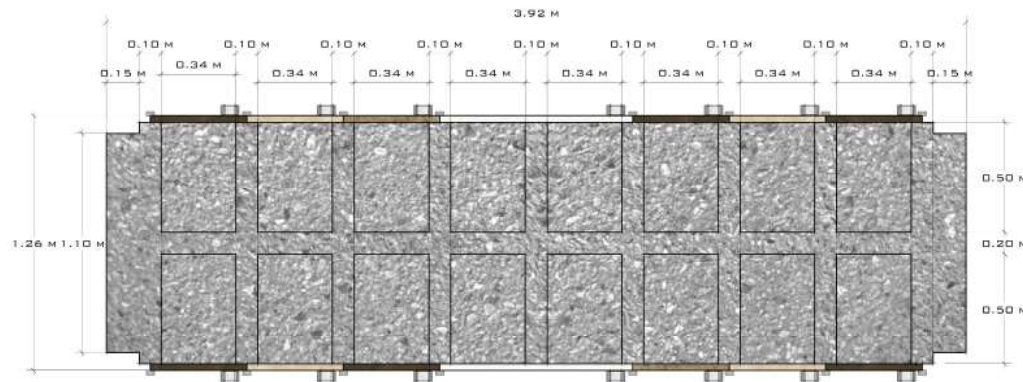 3.92 м
0.10 м 0.10 м 0.10 м 0.10 м 0.10 м 0.10 м 0.10 м 0.10 м 0.10 м
0.15 м 0.34 м 0.34 м 0.34 м 0.34 м 0.34 м 0.34 м 0.34 м 0.34 м 0.15 м
0.50 м
1.26 м 1.10 м 0.20 м
0.50 м